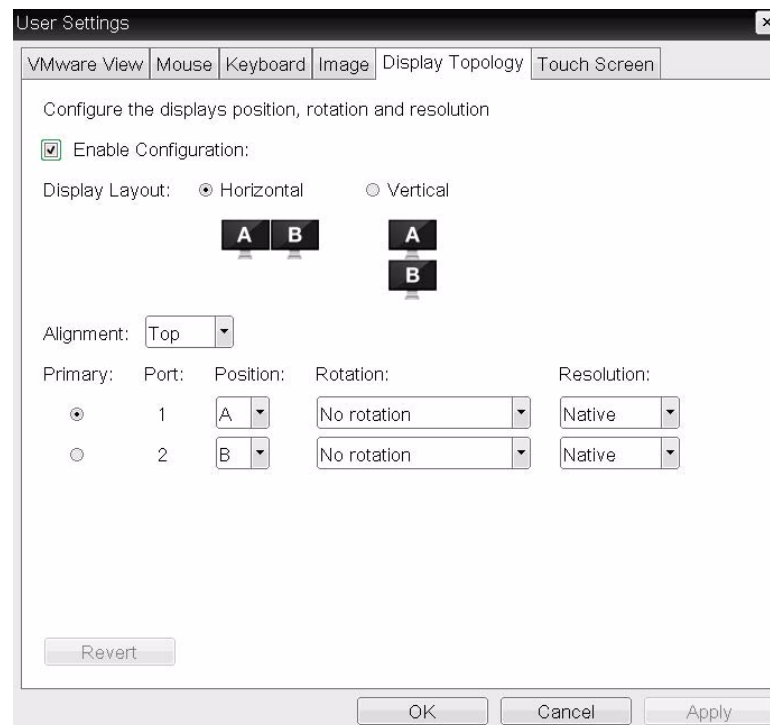 User Settings
VMware View Mouse Keyboard Image Display Topology Touch Screen
Configure the displays position, rotation and resolution
Enable Configuration:
Display Layout: Horizontal Vertical
A B A
B
Alignment: Top
Primary: Port: Position: Rotation: Resolution:
1 A No rotation Native
2 B No rotation Native
Revert
OK Cancel Apply